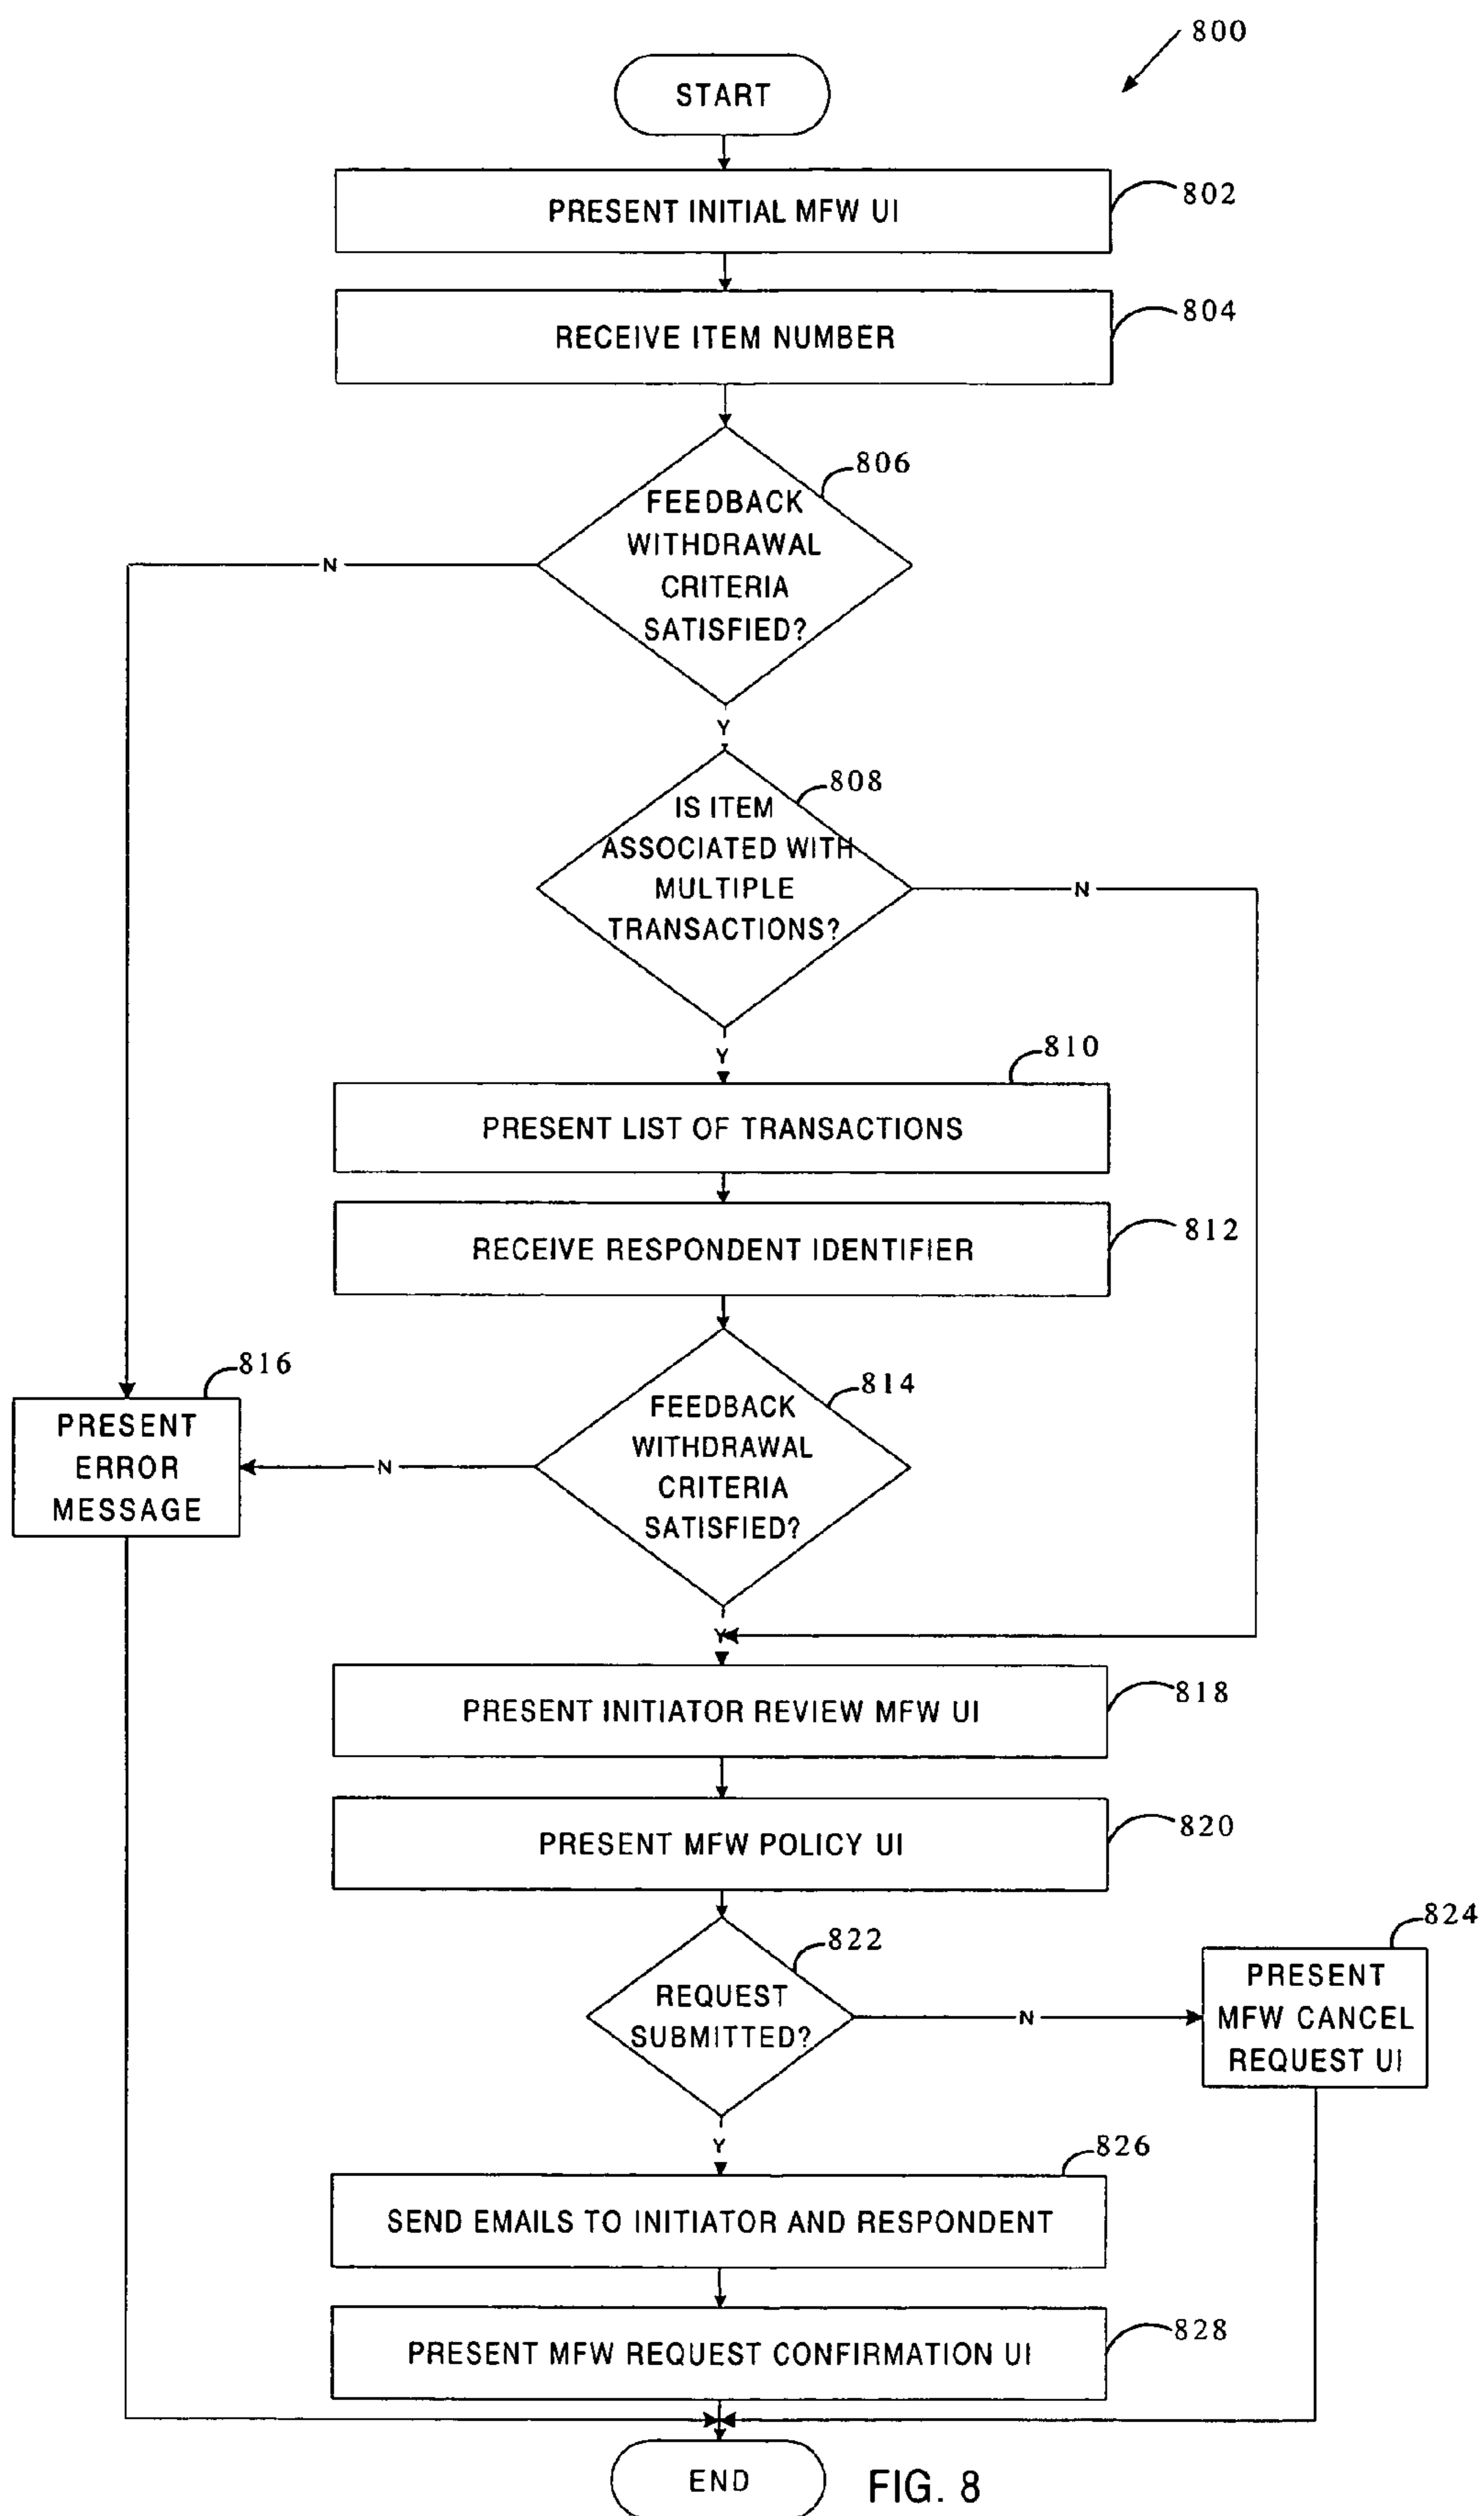 800
START
PRESENT INITIAL MFW UI
802
RECEIVE ITEM NUMBER
804
806
FEEDBACK
WITHDRAWAL
CRITERIA
SATISFIED?
N
Y
808
IS ITEM
ASSOCIATED WITH
MULTIPLE
TRANSACTIONS?
N
Y
810
PRESENT LIST OF TRANSACTIONS
RECEIVE RESPONDENT IDENTIFIER
812
816
PRESENT
ERROR
MESSAGE
814
FEEDBACK
WITHDRAWAL
CRITERIA
SATISFIED?
N
Y
PRESENT INITIATOR REVIEW MFW UI
818
PRESENT MFW POLICY UI
820
822
REQUEST
SUBMITTED?
N
824
PRESENT
MFW CANCEL
REQUEST UI
Y
826
SEND EMAILS TO INITIATOR AND RESPONDENT
PRESENT MFW REQUEST CONFIRMATION UI
828
END
FIG. 8